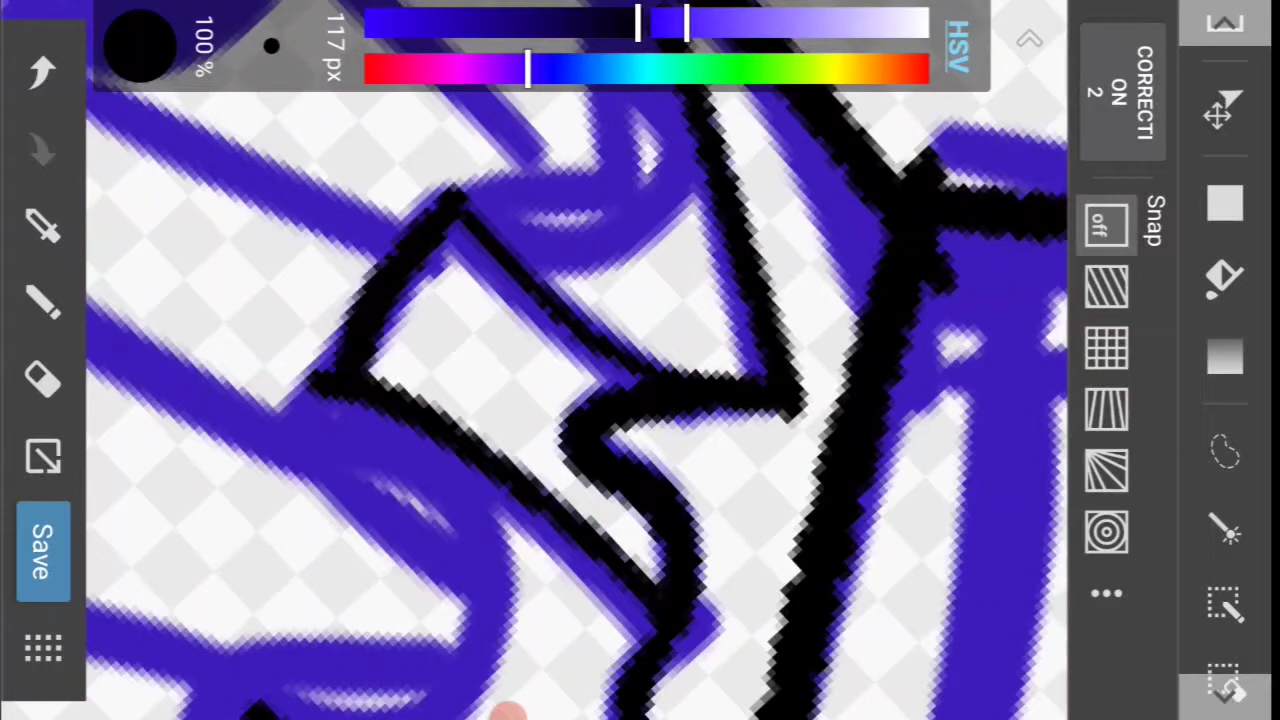 HSV
117 px
100 %
CORRECTI
ON
2
Snap
off
Save